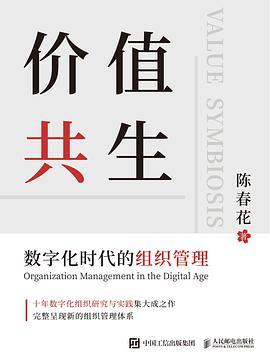 价值
共生
VALUE SYMBIOSIS
陈春花
数字化时代的组织管理
Organization Management in the Digital Age
十年数字化组织研究与实践集大成之作
完整呈现新的组织管理体系
中国工信出版集团
人民邮电出版社